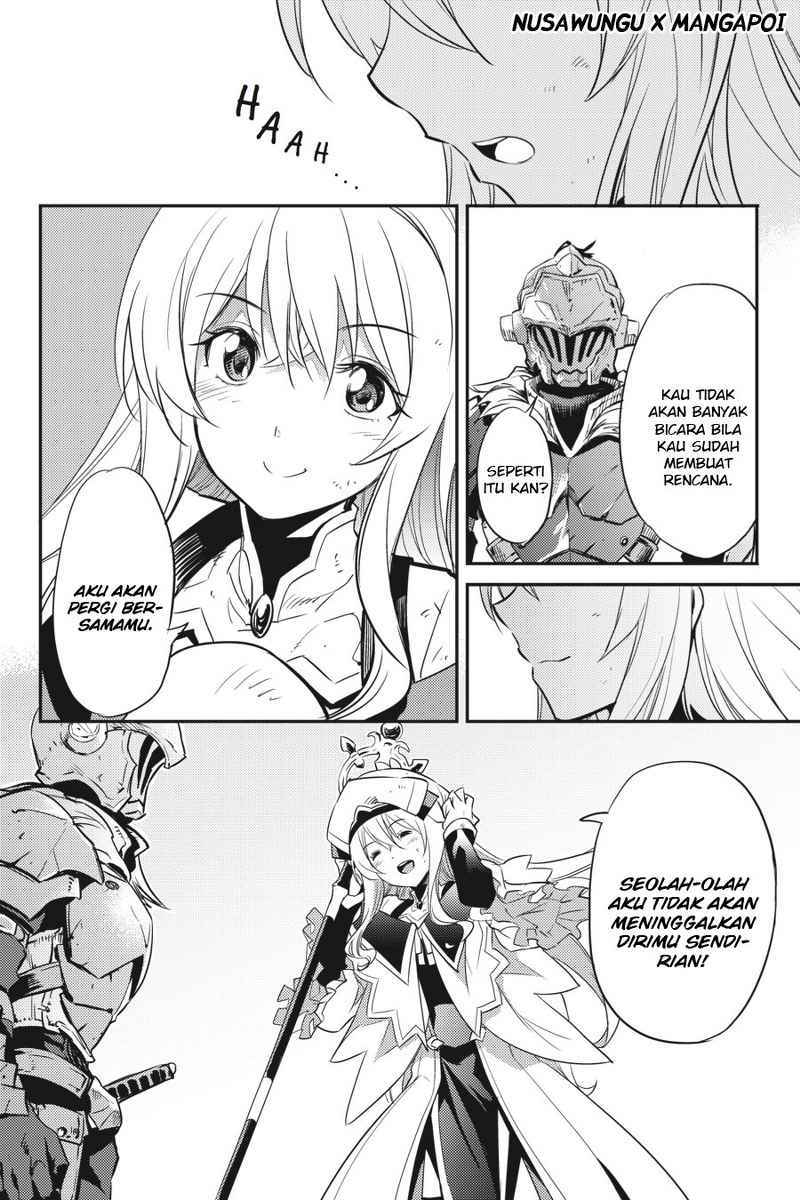 NUSAWUNGU X MANGAPOI
HAAH...
KAU TIDAK
AKAN BANYAK
BICARA BILA
KAU SUDAH
MEMBUAT
RENCANA.
SEPERTI
ITU KAN?
AKU AKAN
PERGI BER-
SAMAMU.
SEOLAH-OLAH
AKU TIDAK AKAN
MENINGGALKAN
DIRIMU SENDI-
RIAN!